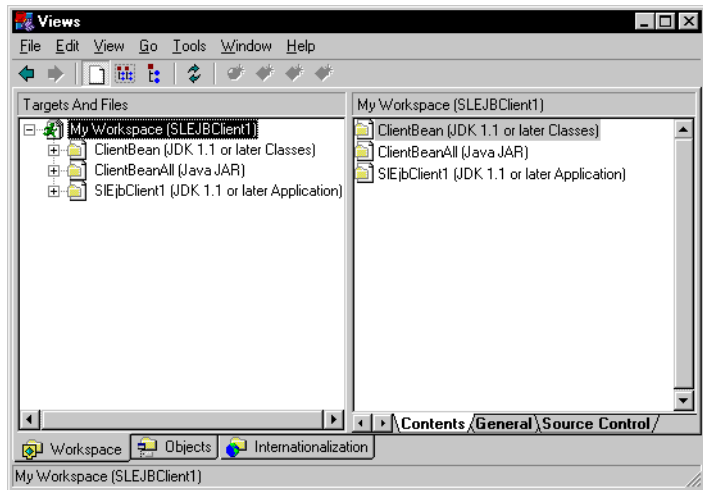 Views
File Edit View Go Tools Window Help
Targets And Files
My Workspace (SLEJBClient1)
ClientBean (JDK 1.1 or later Classes)
ClientBeanAll (Java JAR)
SlEjbClient1 (JDK 1.1 or later Application)
My Workspace (SLEJBClient1)
ClientBean (JDK 1.1 or later Classes)
ClientBeanAll (Java JAR)
SlEjbClient1 (JDK 1.1 or later Application)
Contents General Source Control
Workspace Objects Internationalization
My Workspace (SLEJBClient1)